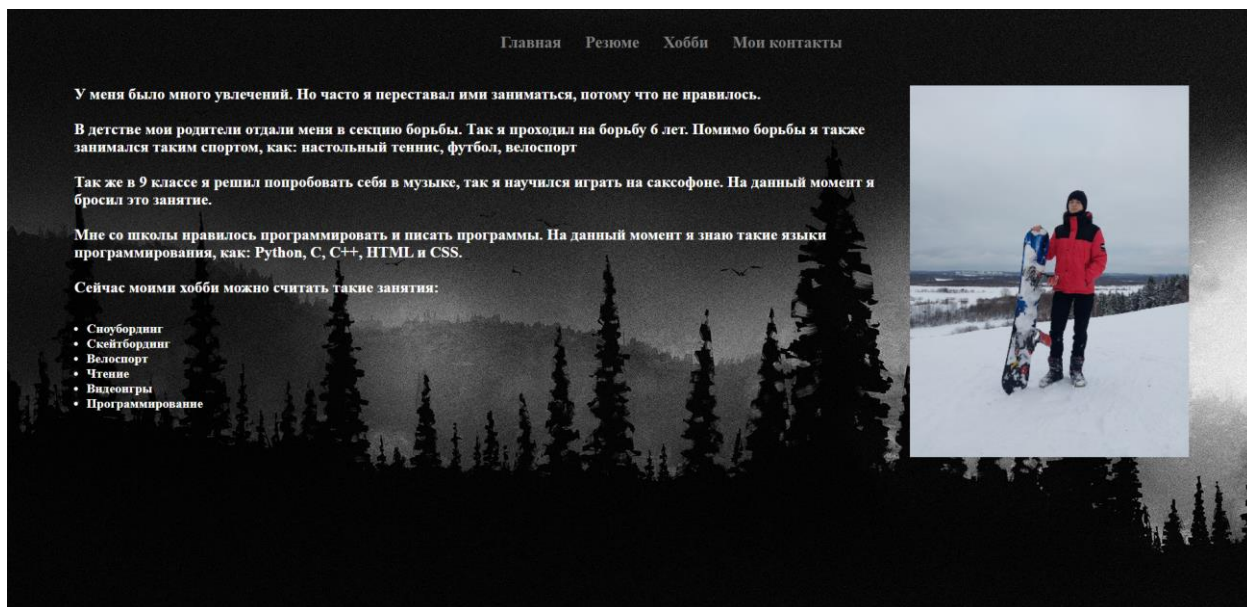 Главная Резюме Хобби Мои контакты
У меня было много увлечений. Но часто я переставал ими заниматься, потому что не нравилось.
В детстве мои родители отдали меня в секцию борьбы. Так я проходил на борьбу 6 лет. Помимо борьбы я также
занимался таким спортом, как: настольный теннис, футбол, велоспорт
Так же в 9 классе я решил попробовать себя в музыке, так я научился играть на саксофоне. На данный момент я
бросил это занятие.
Мне со школы нравилось программировать и писать программы. На данный момент я знаю такие языки
программирования, как: Python, C, C++, HTML и CSS.
Сейчас моими хобби можно считать такие занятия:
• Сноубординг
• Скейтбординг
• Велоспорт
• Чтение
• Видеоигры
• Программирование